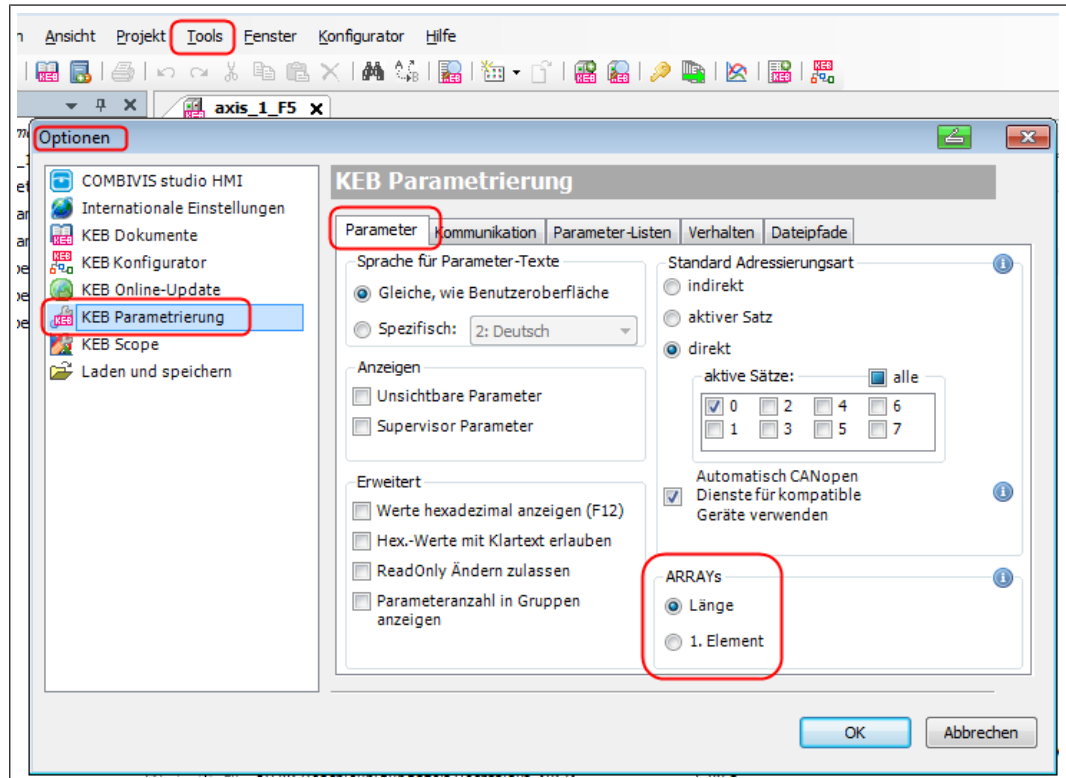 Ansicht Projekt Tools Fenster Konfigurator Hilfe
axis_1_F5
Optionen
COMBIVIS studio HMI
Internationale Einstellungen
KEB Dokumente
KEB Konfigurator
KEB Online-Update
KEB Parametrierung
KEB Scope
Laden und speichern
KEB Parametrierung
Parameter Kommunikation Parameter-Listen Verhalten Dateipfade
Sprache für Parameter-Texte
Gleiche, wie Benutzeroberfläche
Spezifisch: 2: Deutsch
Anzeigen
Unsichtbare Parameter
Supervisor Parameter
Erweitert
Werte hexadezimal anzeigen (F12)
Hex.-Werte mit Klartext erlauben
ReadOnly Ändern zulassen
Parameteranzahl in Gruppen
anzeigen
Standard Adressierungsart
indirekt
aktiver Satz
direkt
aktive Sätze: alle
0 2 4 6
1 3 5 7
Automatisch CANopen
Dienste für kompatible
Geräte verwenden
ARRAYs
Länge
1. Element
OK Abbrechen